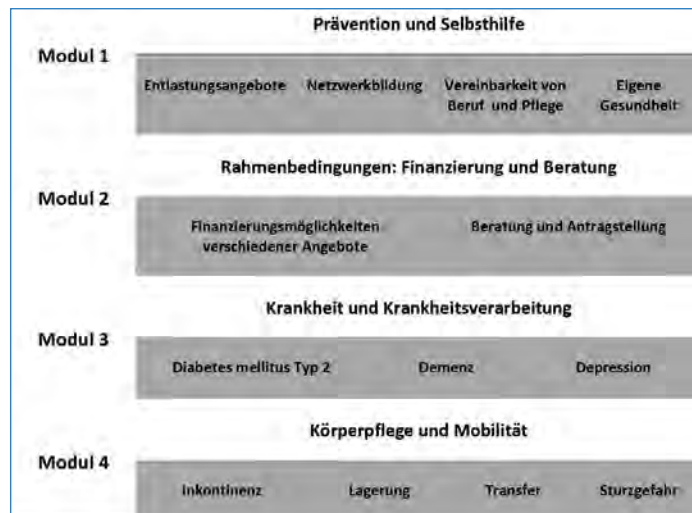 Prävention und Selbsthilfe
Modul 1
Entlastungsangebote Netzwerkbildung Vereinbarkeit von Beruf und Pflege Eigene Gesundheit
Rahmenbedingungen: Finanzierung und Beratung
Modul 2
Finanzierungsmöglichkeiten verschiedener Angebote Beratung und Antragstellung
Krankheit und Krankheitsverarbeitung
Modul 3
Diabetes mellitus Typ 2 Demenz Depression
Körperpflege und Mobilität
Modul 4
Inkontinenz Lagerung Transfer Sturzgefahr